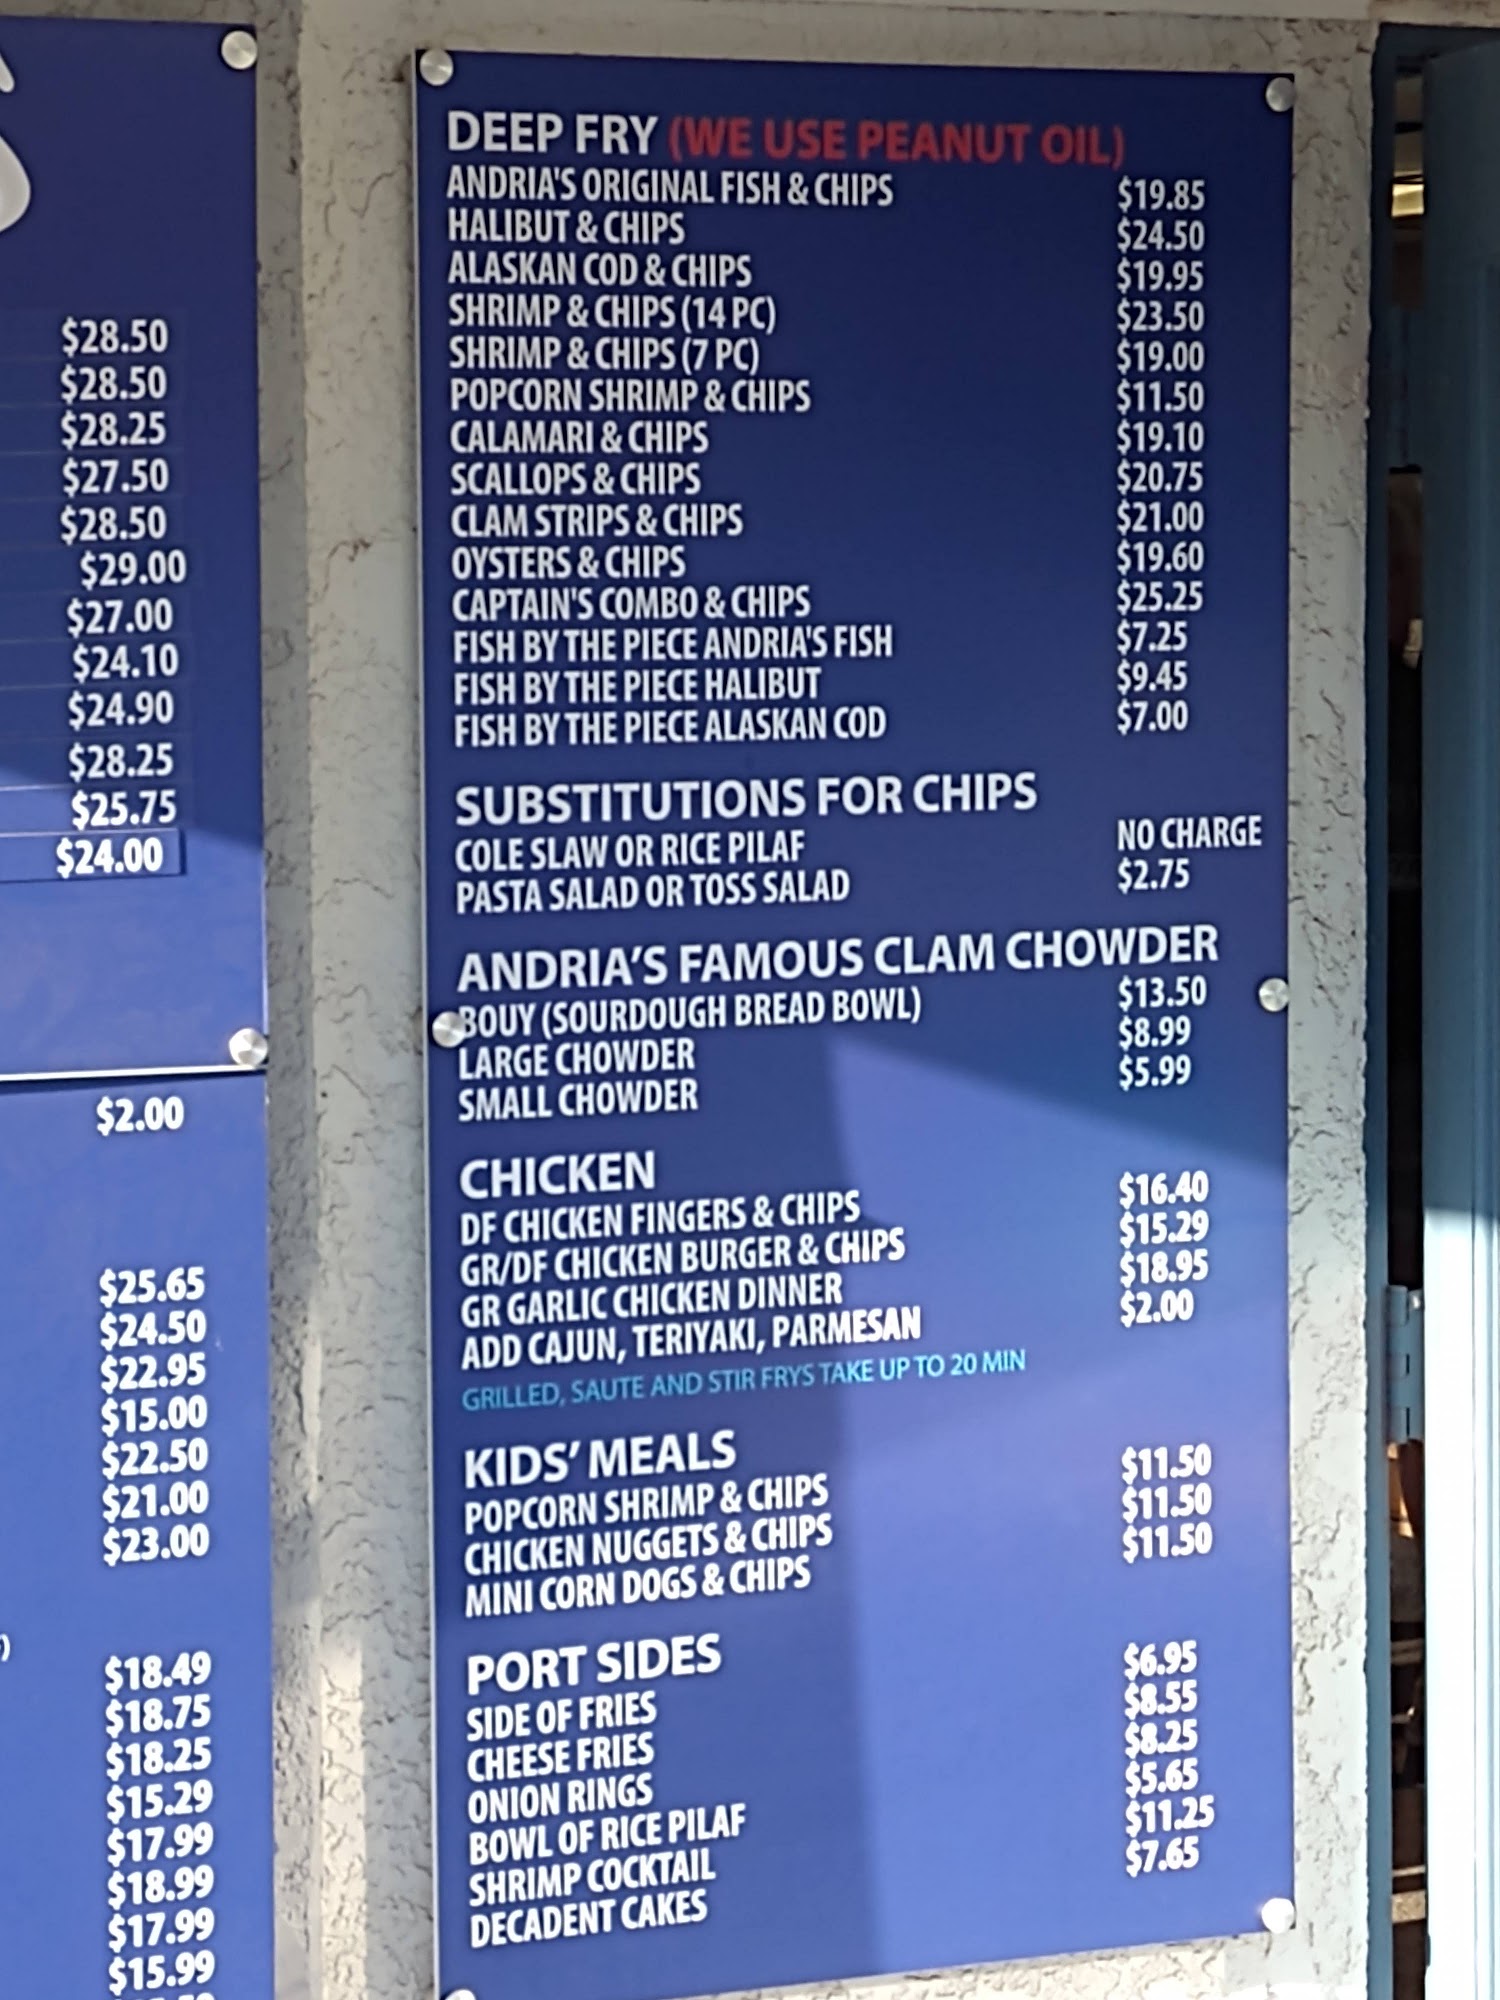 $28.50
$28.50
$28.25
$27.50
$28.50
$29.00
$27.00
$24.10
$24.90
$28.25
$25.75
$24.00
$2.00
$25.65
$24.50
$22.95
$15.00
$22.50
$21.00
$23.00
$18.49
$18.75
$18.25
$15.29
$17.99
$18.99
$17.99
$15.99
DEEP FRY (WE USE PEANUT OIL)
ANDRIA'S ORIGINAL FISH & CHIPS $19.85
HALIBUT & CHIPS $24.50
ALASKAN COD & CHIPS $19.95
SHRIMP & CHIPS (14 PC) $23.50
SHRIMP & CHIPS (7 PC) $19.00
POPCORN SHRIMP & CHIPS $11.50
CALAMARI & CHIPS $19.10
SCALLOPS & CHIPS $20.75
CLAM STRIPS & CHIPS $21.00
OYSTERS & CHIPS $19.60
CAPTAIN'S COMBO & CHIPS $25.25
FISH BY THE PIECE ANDRIA'S FISH $7.25
FISH BY THE PIECE HALIBUT $9.45
FISH BY THE PIECE ALASKAN COD $7.00
SUBSTITUTIONS FOR CHIPS
COLE SLAW OR RICE PILAF NO CHARGE
PASTA SALAD OR TOSS SALAD $2.75
ANDRIA'S FAMOUS CLAM CHOWDER
BOUY (SOURDOUGH BREAD BOWL) $13.50
LARGE CHOWDER $8.99
SMALL CHOWDER $5.99
CHICKEN
DF CHICKEN FINGERS & CHIPS $16.40
GR/DF CHICKEN BURGER & CHIPS $15.29
GR GARLIC CHICKEN DINNER $18.95
ADD CAJUN, TERIYAKI, PARMESAN $2.00
GRILLED, SAUTE AND STIR FRYS TAKE UP TO 20 MIN
KIDS' MEALS
POPCORN SHRIMP & CHIPS $11.50
CHICKEN NUGGETS & CHIPS $11.50
MINI CORN DOGS & CHIPS $11.50
PORT SIDES
SIDE OF FRIES $6.95
CHEESE FRIES $8.55
ONION RINGS $8.25
BOWL OF RICE PILAF $5.65
SHRIMP COCKTAIL $11.25
DECADENT CAKES $7.65